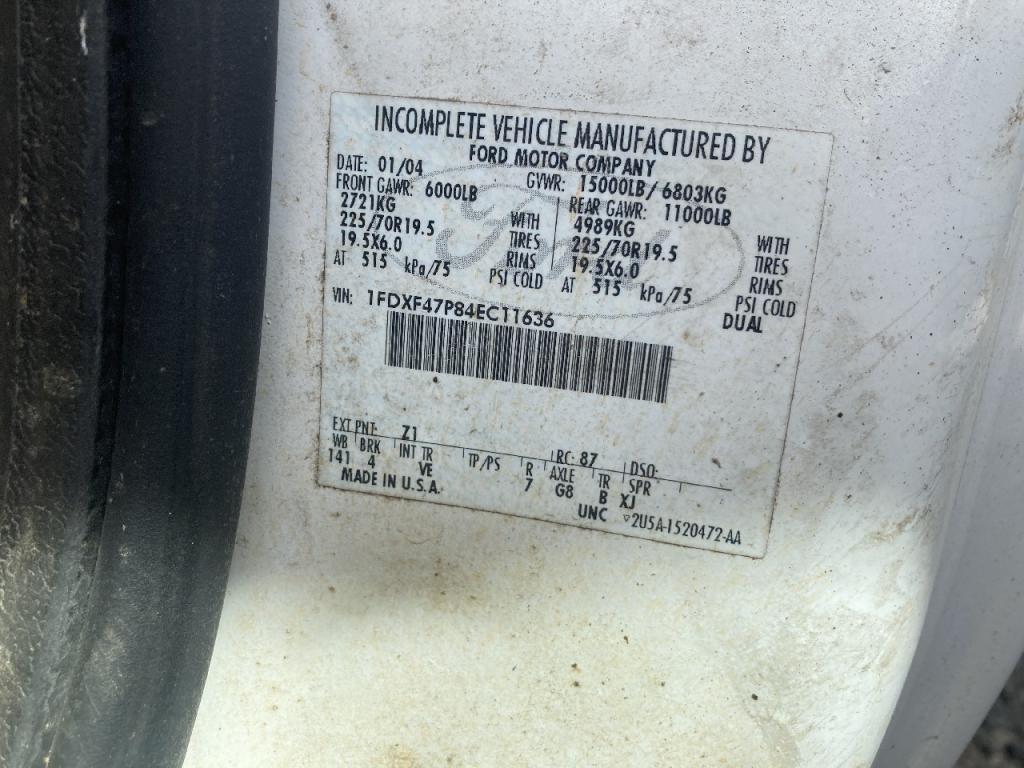 INCOMPLETE VEHICLE MANUFACTURED BY
FORD MOTOR COMPANY
DATE: 01/04 GVWR: 15000LB/ 6803KG
FRONT GAWR: 6000LB REAR GAWR: 11000LB
2721KG WITH 4989KG WITH
225/70R19.5 TIRES 225/70R19.5 TIRES
19.5X6.0 RIMS 19.5X6.0 RIMS
AT 515 kPa/75 PSI COLD AT 515 kPa/75 PSI COLD
DUAL
VIN: 1FDXF47P84EC11636
EXT PNT: Z1 RC: 87 DSO:
WB BRK INT TR TP/PS R AXLE TR SPR
141 4 VE 7 G8 B XJ
MADE IN U.S.A. UNC
▽2U5A-1520472-AA
Ford